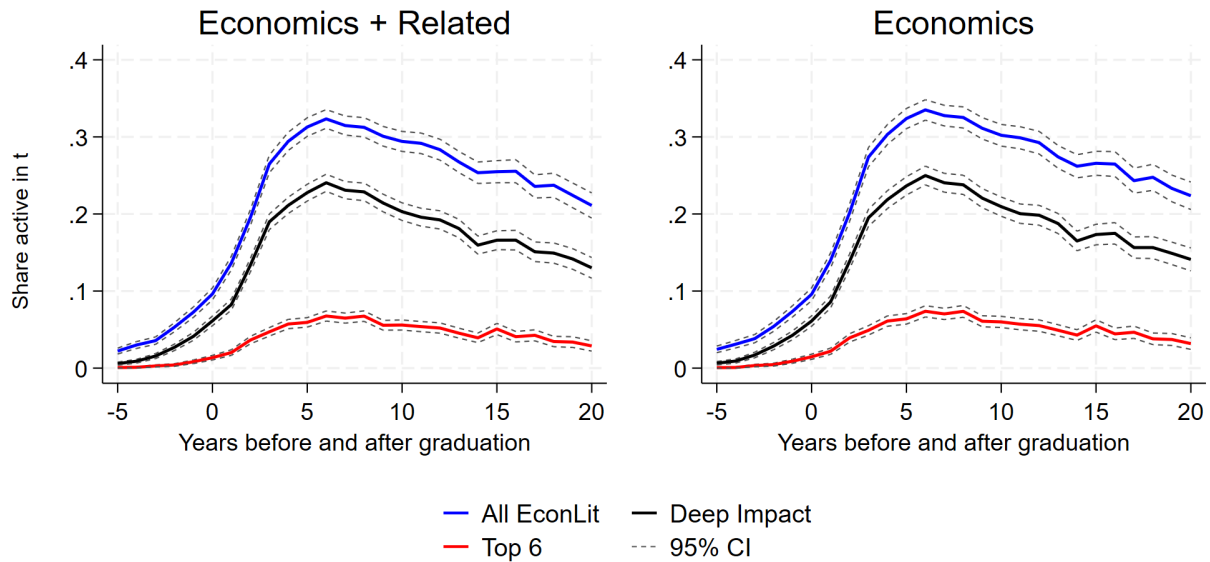 Economics + Related
Economics
Share active in t
.4
.3
.2
.1
0
-5 0 5 10 15 20
Years before and after graduation
.4
.3
.2
.1
0
-5 0 5 10 15 20
Years before and after graduation
All EconLit
Deep Impact
Top 6
95% CI